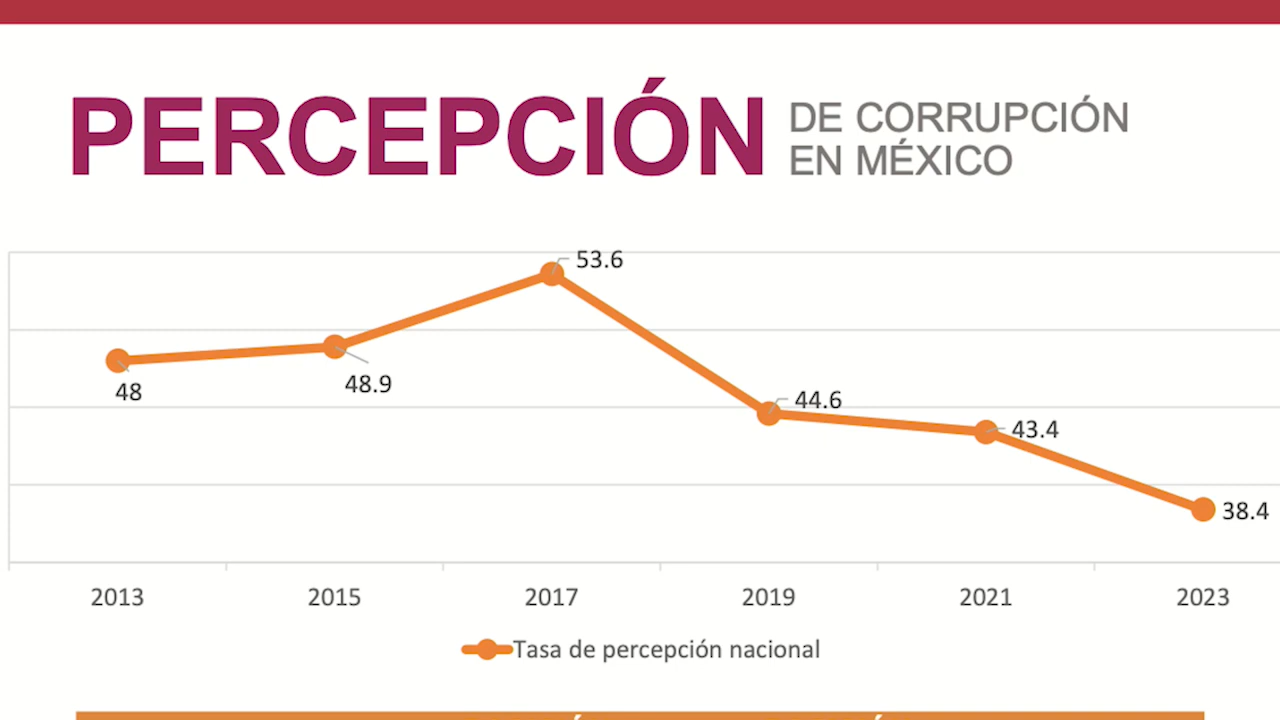 PERCEPCIÓN
DE CORRUPCIÓN
EN MÉXICO
53.6
48.9
48
44.6
43.4
38.4
2013 2015 2017 2019 2021 2023
Tasa de percepción nacional